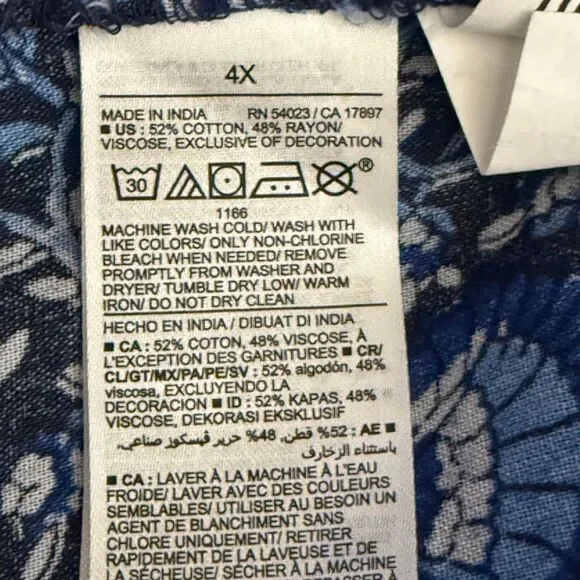 4X
MADE IN INDIA RN 54023 / CA 17897
■ US : 52% COTTON, 48% RAYON/
VISCOSE, EXCLUSIVE OF DECORATION
30 ®
1166
MACHINE WASH COLD/ WASH WITH
LIKE COLORS/ ONLY NON-CHLORINE
BLEACH WHEN NEEDED/ REMOVE
PROMPTLY FROM WASHER AND
DRYER/ TUMBLE DRY LOW/ WARM
IRON/ DO NOT DRY CLEAN
HECHO EN INDIA / DIBUAT DI INDIA
■ CA : 52% COTON, 48% VISCOSE, À
L'EXCEPTION DES GARNITURES ■ CR/
CL/GT/MX/PA/PE/SV : 52% algodón, 48%
viscosa, EXCLUYENDO LA
DECORACION ■ ID : 52% KAPAS, 48%
VISCOSE, DEKORASI EKSKLUSIF
■ AE : 52% قطن, 48% حرير ڤيسكوز صناعي,
باستثناء الزخارف
■ CA : LAVER À LA MACHINE À L'EAU
FROIDE/ LAVER AVEC DES COULEURS
SEMBLABLES/ UTILISER AU BESOIN UN
AGENT DE BLANCHIMENT SANS
CHLORE UNIQUEMENT/ RETIRER
RAPIDEMENT DE LA LAVEUSE ET DE
LA SÉCHEUSE/ SÉCHER À LA MACHINE